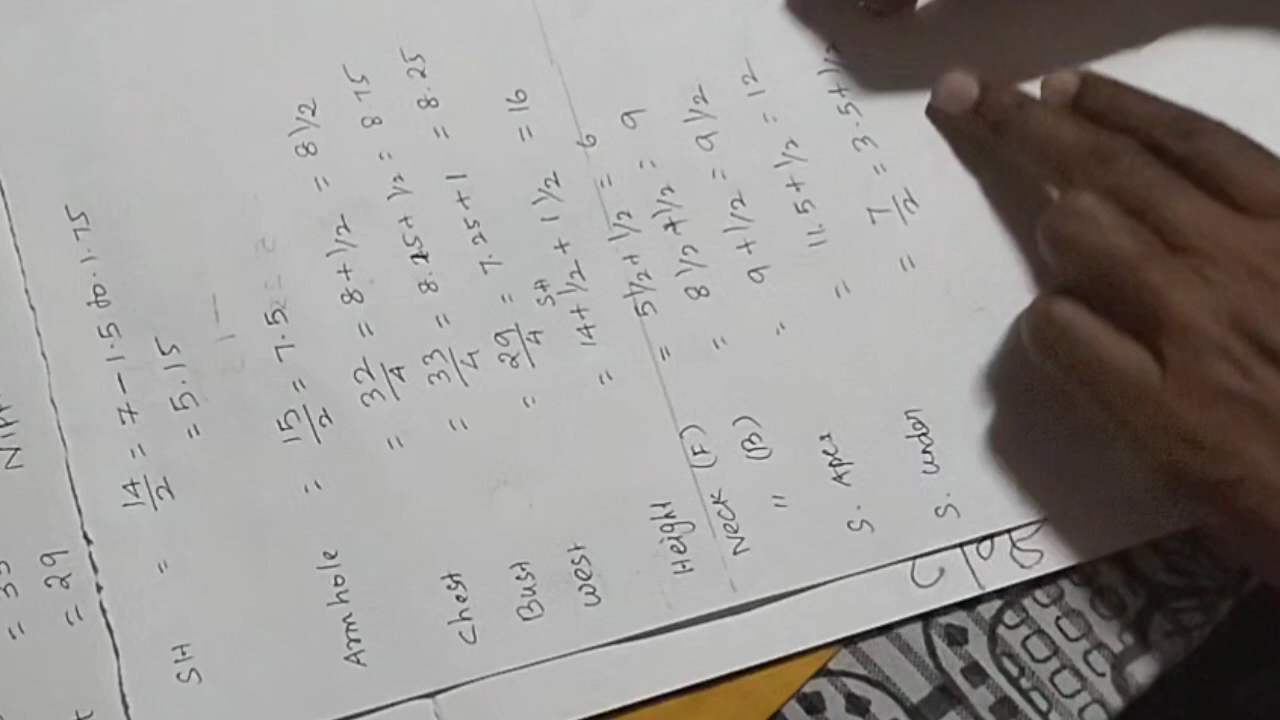 = 29
SH = 14/2 = 7 - 1.5 to 1.75
= 5.15
Armhole = 15/2 = 7.5
Chest = 32/4 = 8 + 1/2 = 8 1/2
Bust = 33/4 = 8.25 + 1/2 = 8.75
West = 29/4 = 7.25 + 1 = 8.25
Height = 14 + 1/2 SH + 1 1/2 = 16
Neck (F) = 5 1/2 + 1/2 = 6
" (B) = 8 1/2 + 1/2 = 9
S. Apex = 9 + 1/2 = 9 1/2
S. under = 11.5 + 1/2 = 12
= 7/2 = 3.5 + 1/2